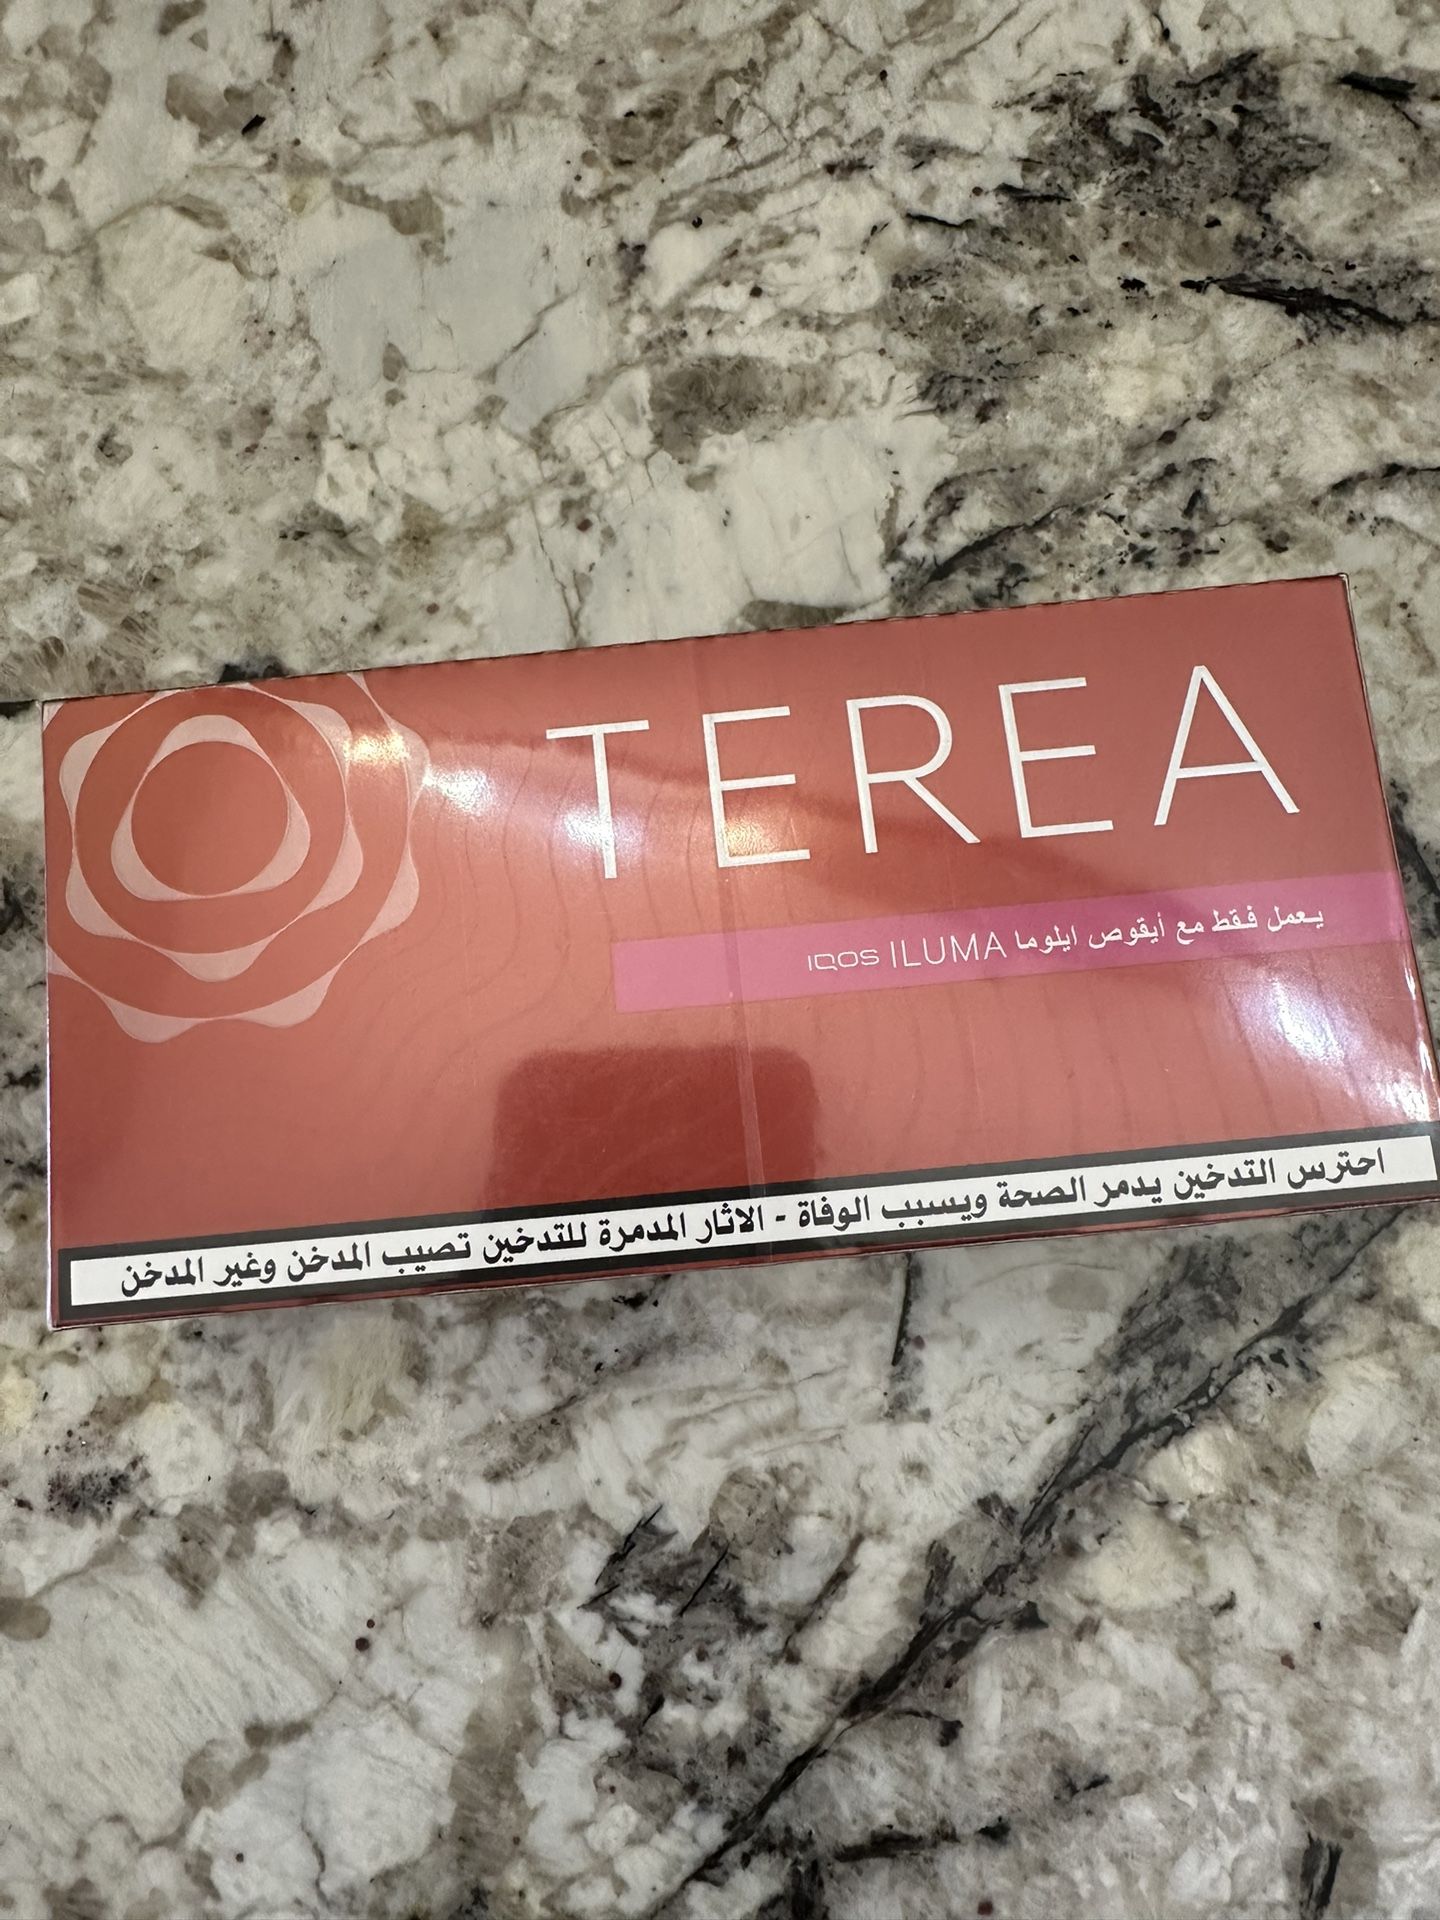 TEREA
يعمل فقط مع أيقوص ايلوما IQOS ILUMA
احترس التدخين يدمر الصحة ويسبب الوفاة - الاثار المدمرة للتدخين تصيب المدخن وغير المدخن